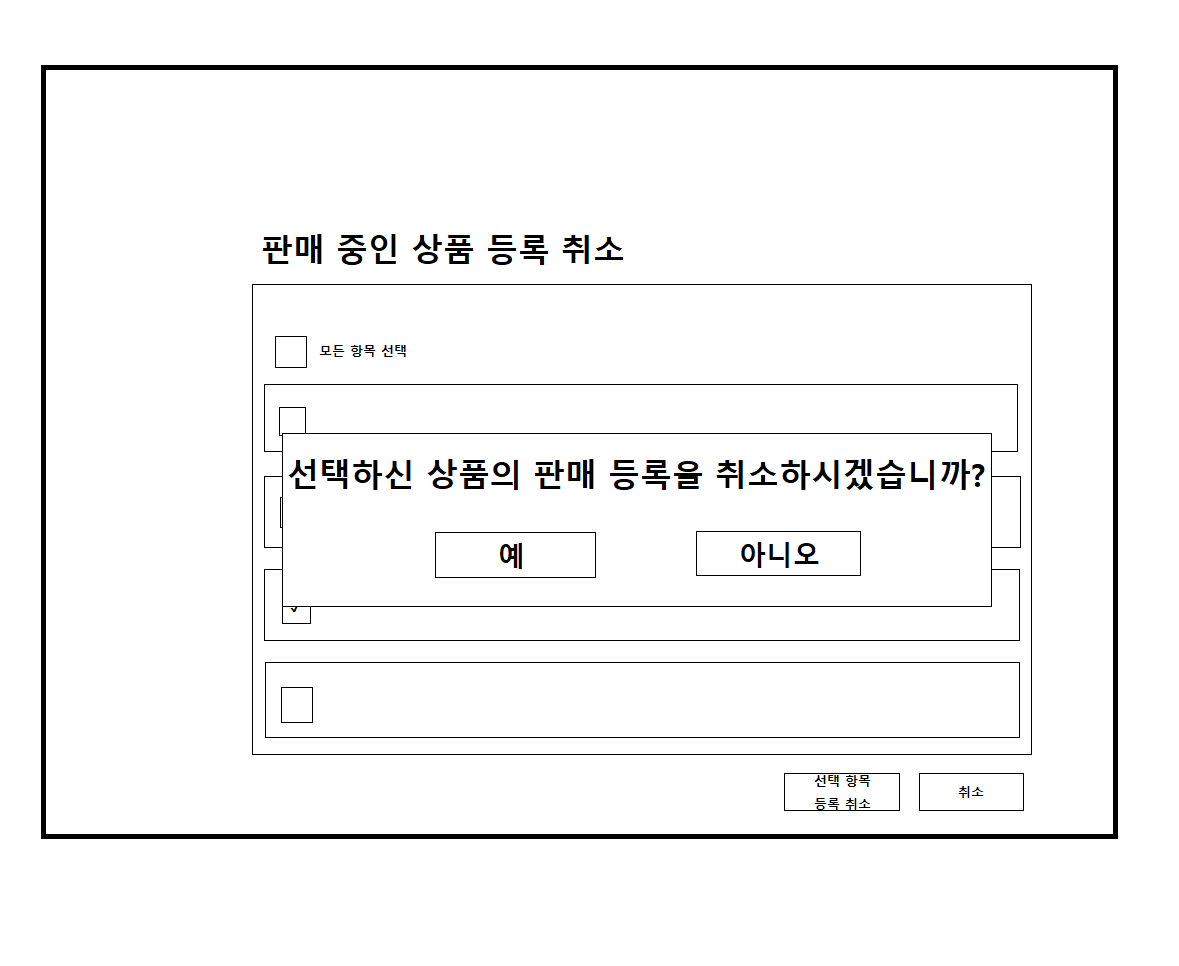 판매 중인 상품 등록 취소
모든 항목 선택
선택하신 상품의 판매 등록을 취소하시겠습니까?
예
아니오
선택 항목
등록 취소
취소